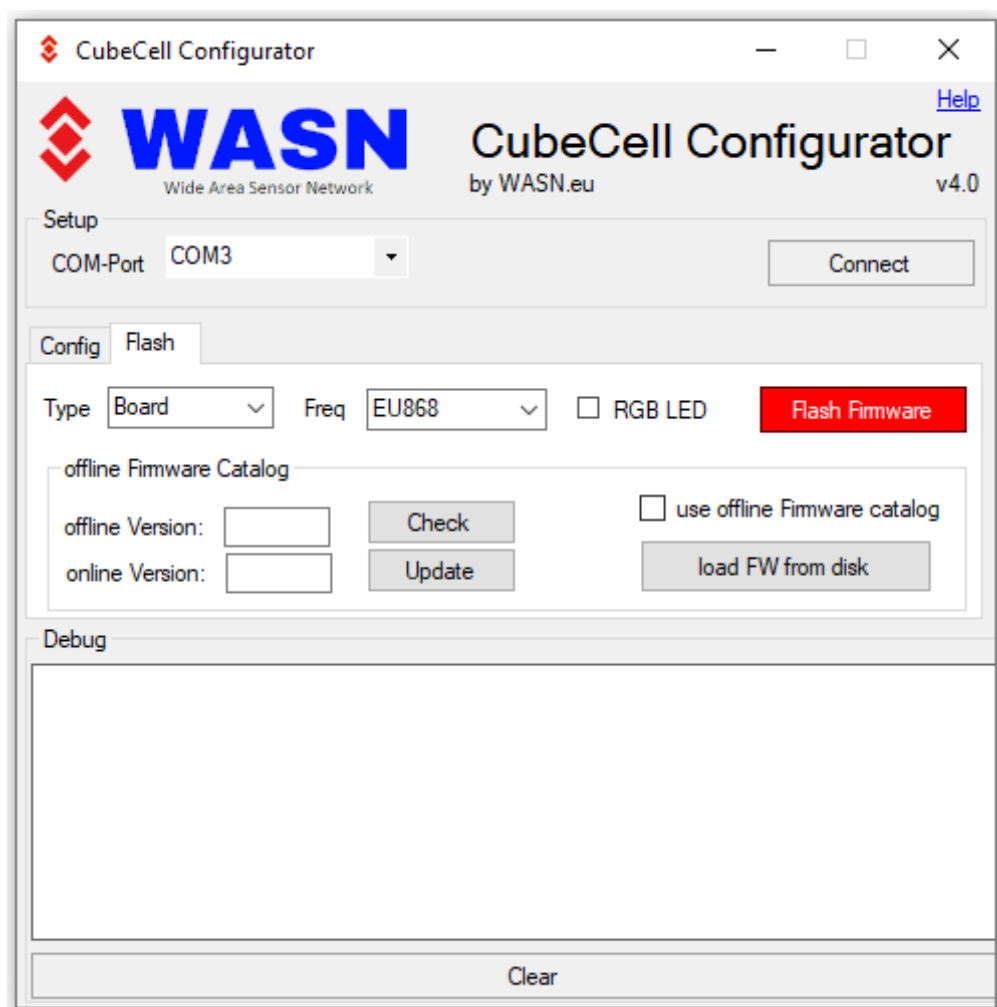 CubeCell Configurator
Help
WASN
CubeCell Configurator
Wide Area Sensor Network
by WASN.eu
v4.0
Setup
COM-Port COM3
Connect
Config Flash
Type Board Freq EU868 RGB LED Flash Firmware
offline Firmware Catalog
offline Version: Check use offline Firmware catalog
online Version: Update load FW from disk
Debug
Clear